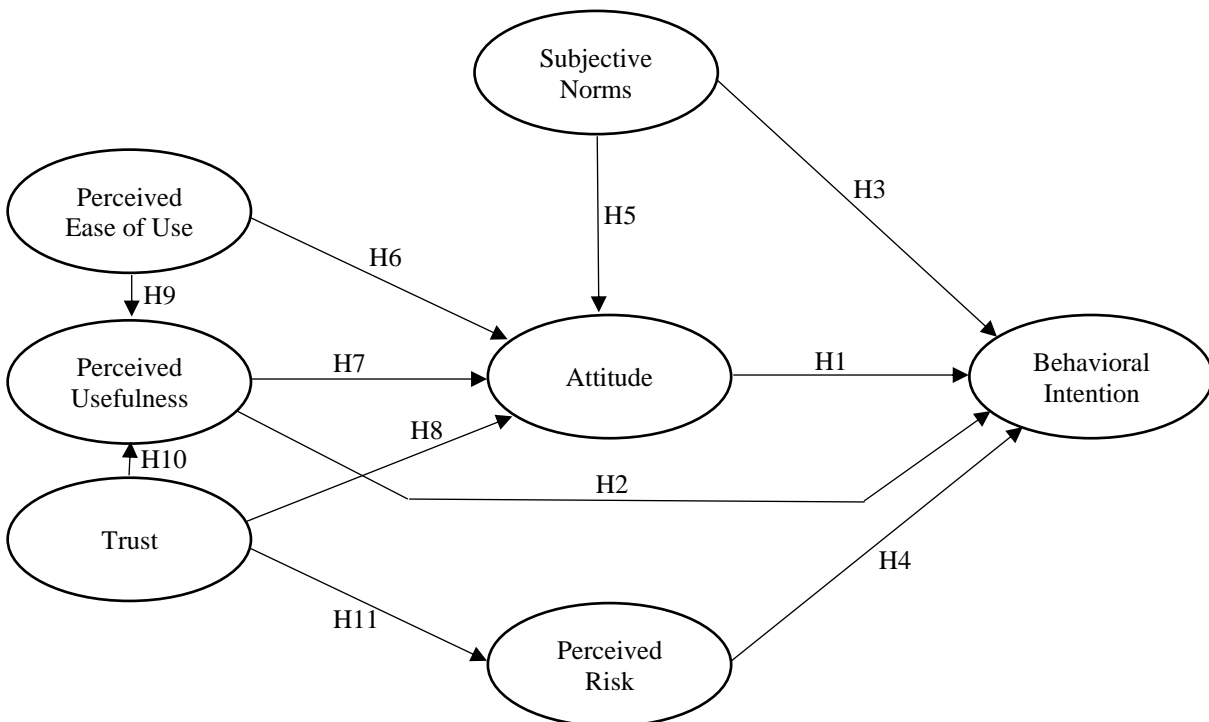 Subjective
Norms
Perceived
Ease of Use
H3
H5
H6
H9
Perceived
Usefulness
H7
Attitude
H1
Behavioral
Intention
H8
H10
H2
Trust
H4
H11
Perceived
Risk